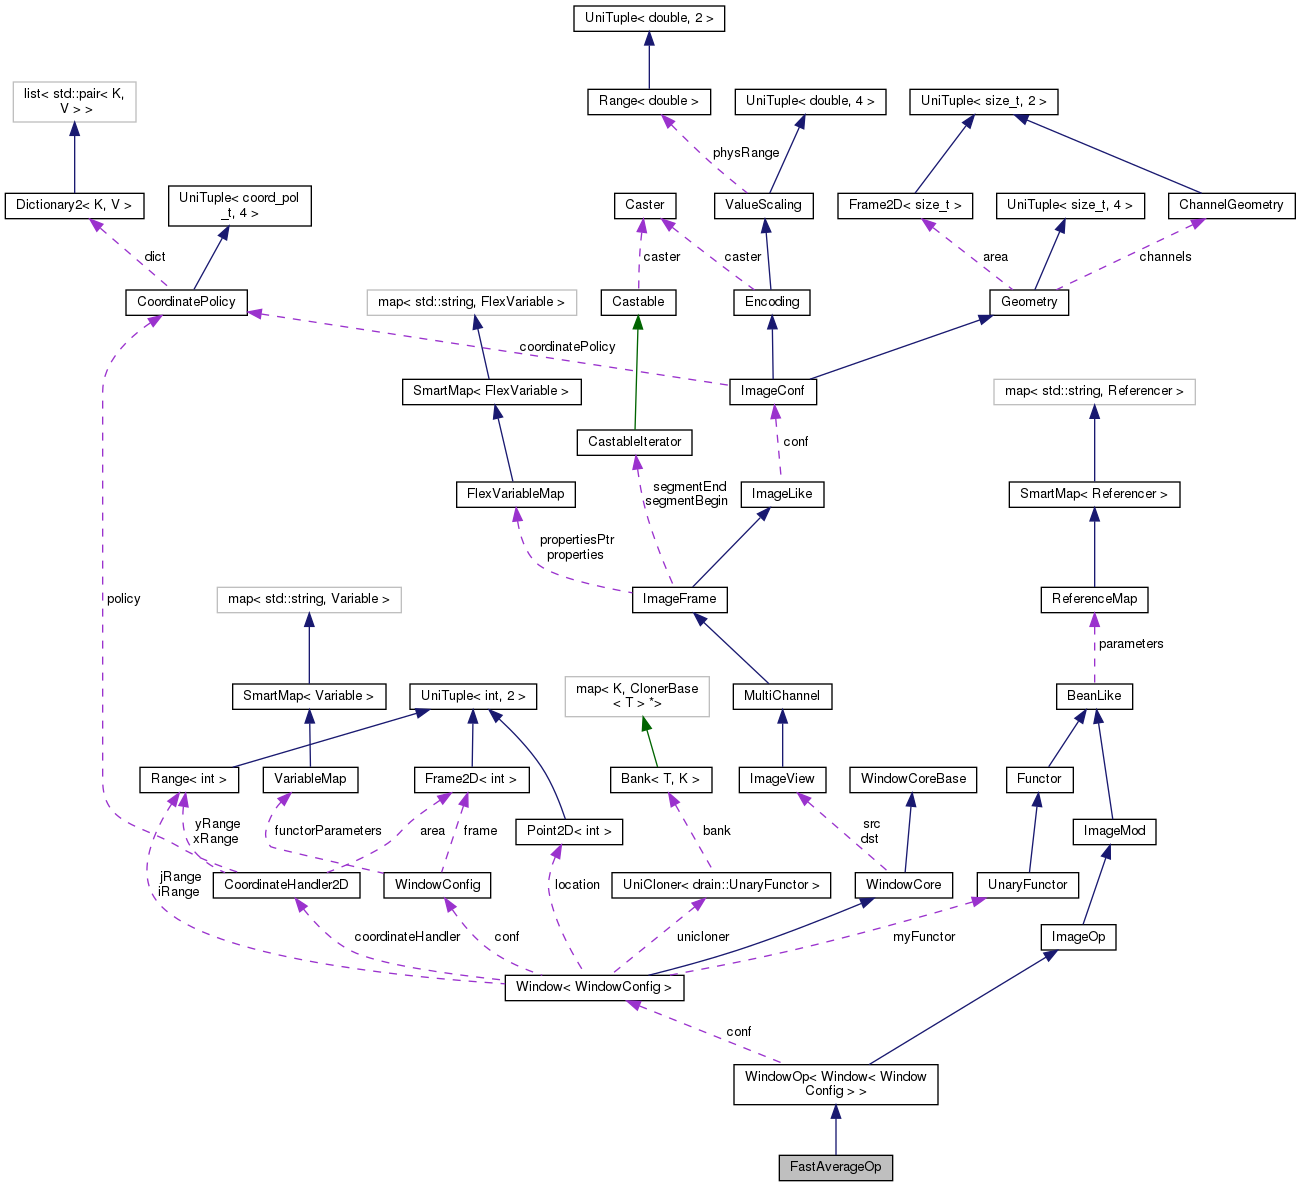 UniTuple< double, 2 >
list< std::pair< K,
V > >
Range< double >
UniTuple< double, 4 >
UniTuple< size_t, 2 >
physRange
Dictionary2< K, V >
UniTuple< coord_pol
_t, 4 >
Caster
ValueScaling
Frame2D< size_t >
UniTuple< size_t, 4 >
ChannelGeometry
dict
caster
caster
area
channels
CoordinatePolicy
map< std::string, FlexVariable >
Castable
Encoding
Geometry
coordinatePolicy
SmartMap< FlexVariable >
ImageConf
map< std::string, Referencer >
CastableIterator
conf
segmentEnd
segmentBegin
FlexVariableMap
ImageLike
SmartMap< Referencer >
propertiesPtr
properties
policy
map< std::string, Variable >
ImageFrame
ReferenceMap
parameters
SmartMap< Variable >
UniTuple< int, 2 >
map< K, ClonerBase
< T > *>
MultiChannel
BeanLike
Range< int >
VariableMap
Frame2D< int >
Bank< T, K >
ImageView
WindowCoreBase
Functor
yRange
xRange
functorParameters
area
frame
Point2D< int >
bank
src
dst
ImageMod
jRange
iRange
CoordinateHandler2D
WindowConfig
location
UniCloner< drain::UnaryFunctor >
WindowCore
UnaryFunctor
coordinateHandler
conf
unicloner
myFunctor
ImageOp
Window< WindowConfig >
conf
WindowOp< Window< Window
Config > >
FastAverageOp